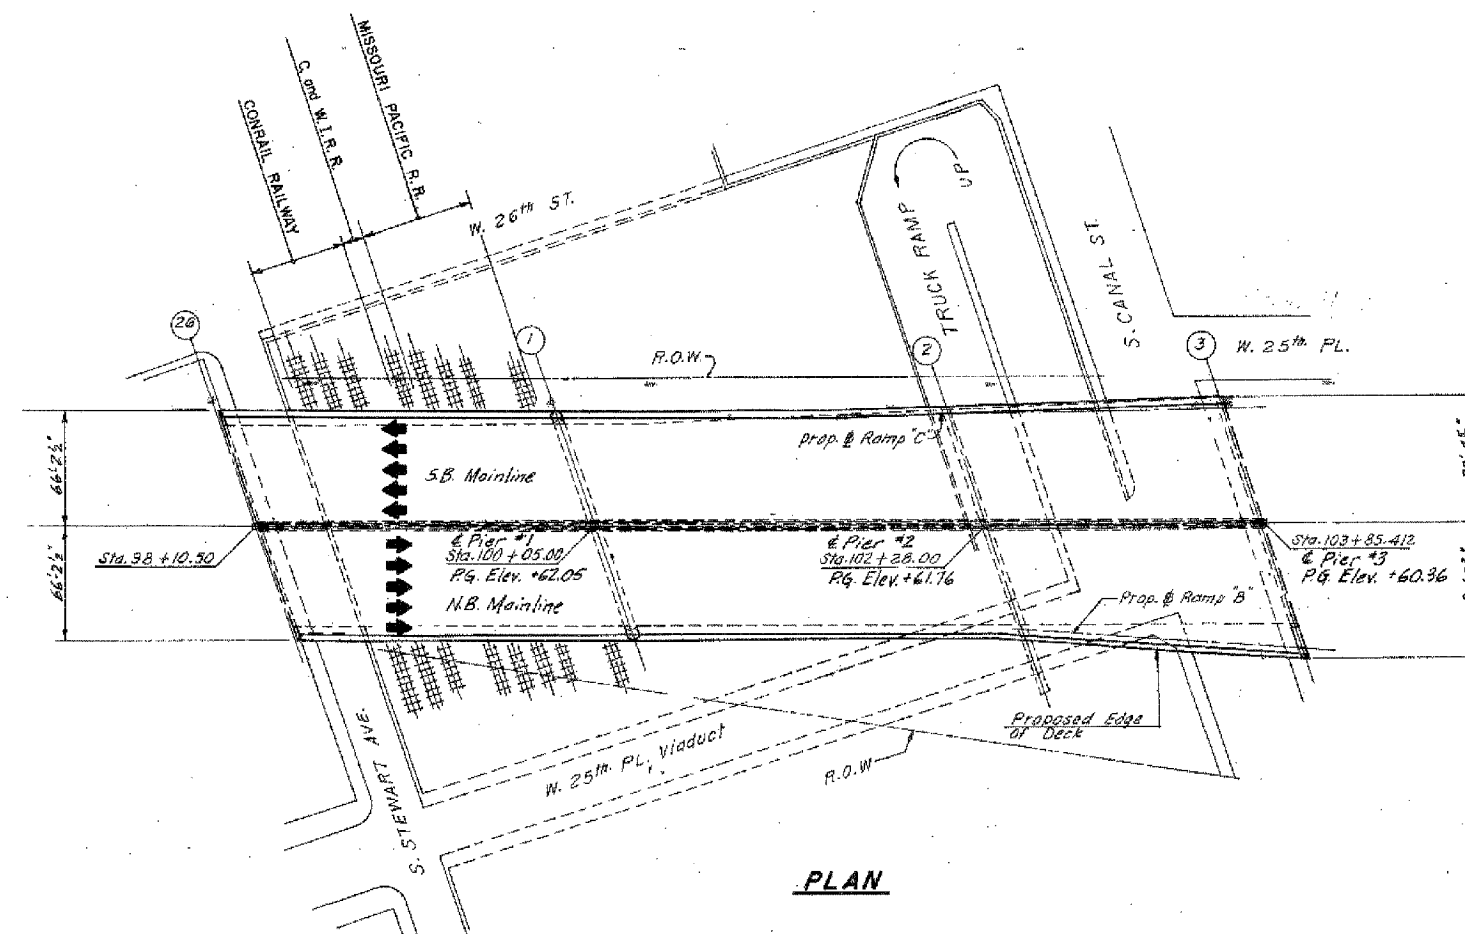 MISSOURI PACIFIC R.R.
C. and W.I.R.R.
CONRAIL RAILWAY
W. 26th ST.
TRUCK RAMP
UP
S. CANAL ST.
26
1
2
3
W. 25th. PL.
R.O.W.
Prop. ⅊ Ramp "C"
66'-2½"
S.B. Mainline
Sta. 98 + 10.50
℄ Pier #1
Sta. 100 + 05.00
P.G. Elev. +62.05
℄ Pier #2
Sta. 102 + 28.00
P.G. Elev. +61.76
Sta. 103 + 85.412
℄ Pier #3
P.G. Elev. +60.36
66'-2½"
N.B. Mainline
Prop. ⅊ Ramp "B"
Proposed Edge
of Deck
W. 25th. PL. Viaduct
R.O.W
S. STEWART AVE.
PLAN